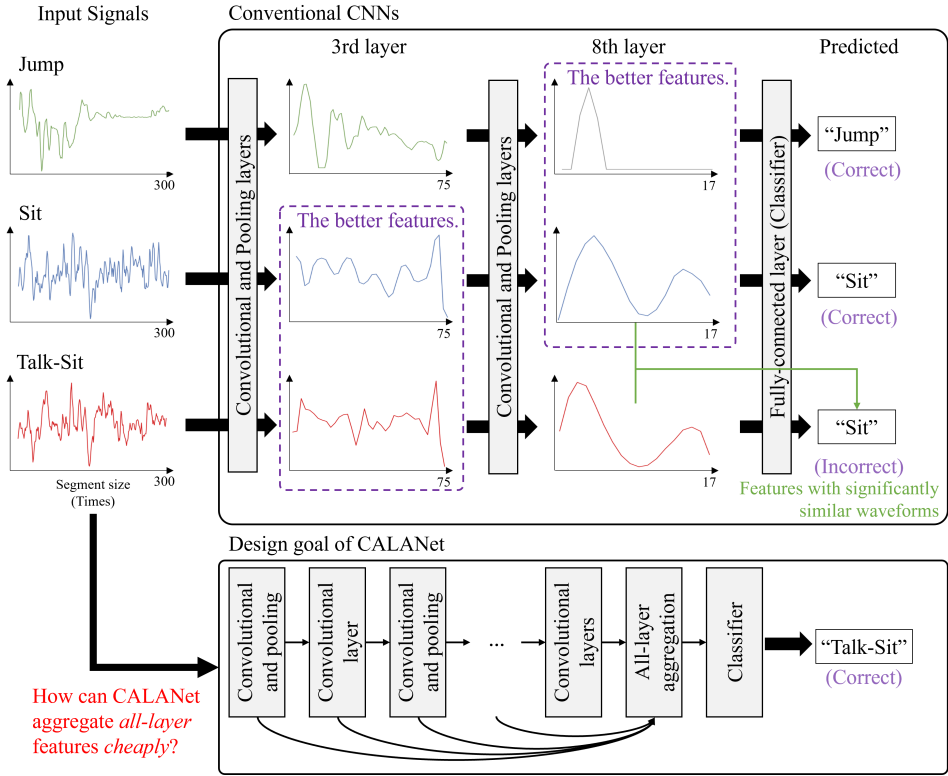 Input Signals
Conventional CNNs
3rd layer
8th layer
Predicted
Jump
300
Convolutional and Pooling layers
75
Convolutional and Pooling layers
The better features.
17
Fully-connected layer (Classifier)
“Jump”
(Correct)
Sit
300
The better features.
75
17
“Sit”
(Correct)
Talk-Sit
300
Segment size
(Times)
75
17
“Sit”
(Incorrect)
Features with significantly
similar waveforms
Design goal of CALANet
Convolutional
and pooling
Convolutional
layer
Convolutional
and pooling
...
Convolutional
layers
All-layer
aggregation
Classifier
“Talk-Sit”
(Correct)
How can CALANet
aggregate all-layer
features cheaply?